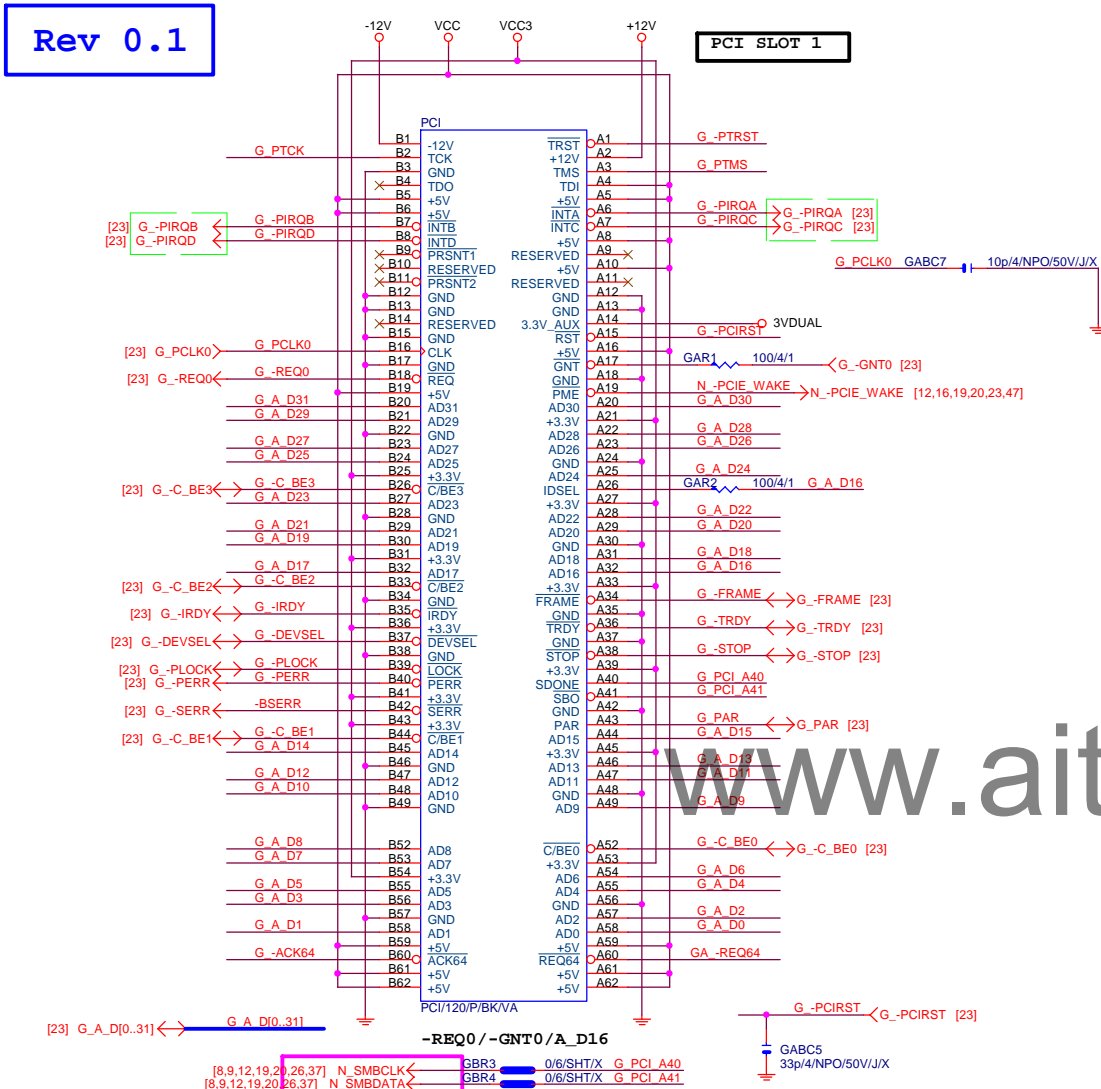 Rev 0.1
-12V VCC VCC3 +12V
PCI SLOT 1
PCI
B1 -12V TRST A1 G_-PTRST
G_PTCK B2 TCK +12V A2
B3 GND TMS A3 G_PTMS
B4 TDO TDI A4
B5 +5V +5V A5
B6 +5V INTA A6 G_-PIRQA G_-PIRQA [23]
[23] G_-PIRQB G_-PIRQB B7 INTB INTC A7 G_-PIRQC G_-PIRQC [23]
[23] G_-PIRQD G_-PIRQD B8 INTD +5V A8
B9 PRSNT1 RESERVED A9
B10 RESERVED +5V A10
G_PCLK0 GABC7 10p/4/NPO/50V/J/X
B11 PRSNT2 RESERVED A11
B12 GND GND A12
B13 GND GND A13
B14 RESERVED 3.3V_AUX A14 3VDUAL
B15 GND RST A15 G_-PCIRST
[23] G_PCLK0 G_PCLK0 B16 CLK +5V A16
B17 GND GNT A17 GAR1 100/4/1 G_-GNT0 [23]
[23] G_-REQ0 G_-REQ0 B18 REQ GND A18
B19 +5V PME A19 N_-PCIE_WAKE N_-PCIE_WAKE [12,16,19,20,23,47]
G_A_D31 B20 AD31 AD30 A20 G_A_D30
G_A_D29 B21 AD29 +3.3V A21
B22 GND AD28 A22 G_A_D28
G_A_D27 B23 AD27 AD26 A23 G_A_D26
G_A_D25 B24 AD25 GND A24
B25 +3.3V AD24 A25 G_A_D24
[23] G_-C_BE3 G_-C_BE3 B26 C/BE3 IDSEL A26 GAR2 100/4/1 G_A_D16
G_A_D23 B27 AD23 +3.3V A27
B28 GND AD22 A28 G_A_D22
G_A_D21 B29 AD21 AD20 A29 G_A_D20
G_A_D19 B30 AD19 GND A30
B31 +3.3V AD18 A31 G_A_D18
G_A_D17 B32 AD17 AD16 A32 G_A_D16
[23] G_-C_BE2 G_-C_BE2 B33 C/BE2 +3.3V A33
B34 GND FRAME A34 G_-FRAME G_-FRAME [23]
[23] G_-IRDY G_-IRDY B35 IRDY GND A35
B36 +3.3V TRDY A36 G_-TRDY G_-TRDY [23]
[23] G_-DEVSEL G_-DEVSEL B37 DEVSEL GND A37
B38 GND STOP A38 G_-STOP G_-STOP [23]
[23] G_-PLOCK G_-PLOCK B39 LOCK +3.3V A39
[23] G_-PERR G_-PERR B40 PERR SDONE A40 G_PCI_A40
B41 +3.3V SBO A41 G_PCI_A41
[23] G_-SERR -BSERR B42 SERR GND A42
B43 +3.3V PAR A43 G_PAR G_PAR [23]
[23] G_-C_BE1 G_-C_BE1 B44 C/BE1 AD15 A44 G_A_D15
G_A_D14 B45 AD14 +3.3V A45
B46 GND AD13 A46 G_A_D13
G_A_D12 B47 AD12 AD11 A47 G_A_D11
G_A_D10 B48 AD10 GND A48
B49 GND AD9 A49 G_A_D9
www.ait
G_A_D8 B52 AD8 C/BE0 A52 G_-C_BE0 G_-C_BE0 [23]
G_A_D7 B53 AD7 +3.3V A53
B54 +3.3V AD6 A54 G_A_D6
G_A_D5 B55 AD5 AD4 A55 G_A_D4
G_A_D3 B56 AD3 GND A56
B57 GND AD2 A57 G_A_D2
G_A_D1 B58 AD1 AD0 A58 G_A_D0
B59 +5V +5V A59
G_-ACK64 B60 ACK64 REQ64 A60 GA_-REQ64
B61 +5V +5V A61
B62 +5V +5V A62
PCI/120/P/BK/VA
[23] G_A_D[0..31] G_A_D[0..31]
G_-PCIRST G_-PCIRST [23]
-REQ0/-GNT0/A_D16
GABC5
33p/4/NPO/50V/J/X
[8,9,12,19,20,26,37] N_SMBCLK GBR3 0/6/SHT/X G_PCI_A40
[8,9,12,19,20,26,37] N_SMBDATA GBR4 0/6/SHT/X G_PCI_A41